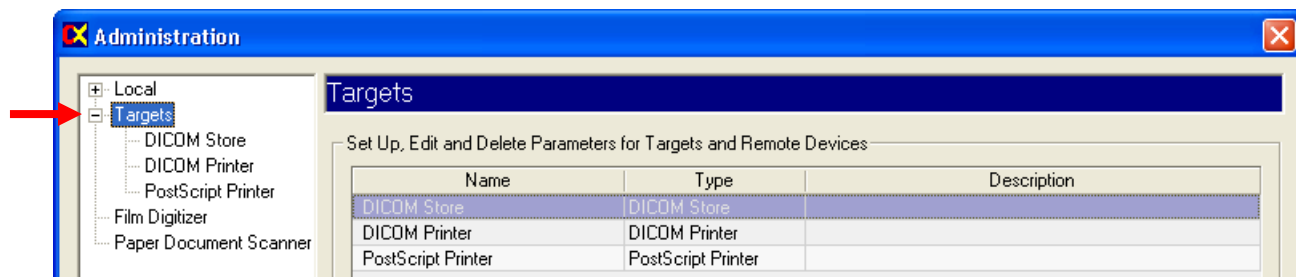 Administration
Local
Targets
DICOM Store
DICOM Printer
PostScript Printer
Film Digitizer
Paper Document Scanner
Targets
Set Up, Edit and Delete Parameters for Targets and Remote Devices
Name Type Description
DICOM Store DICOM Store
DICOM Printer DICOM Printer
PostScript Printer PostScript Printer